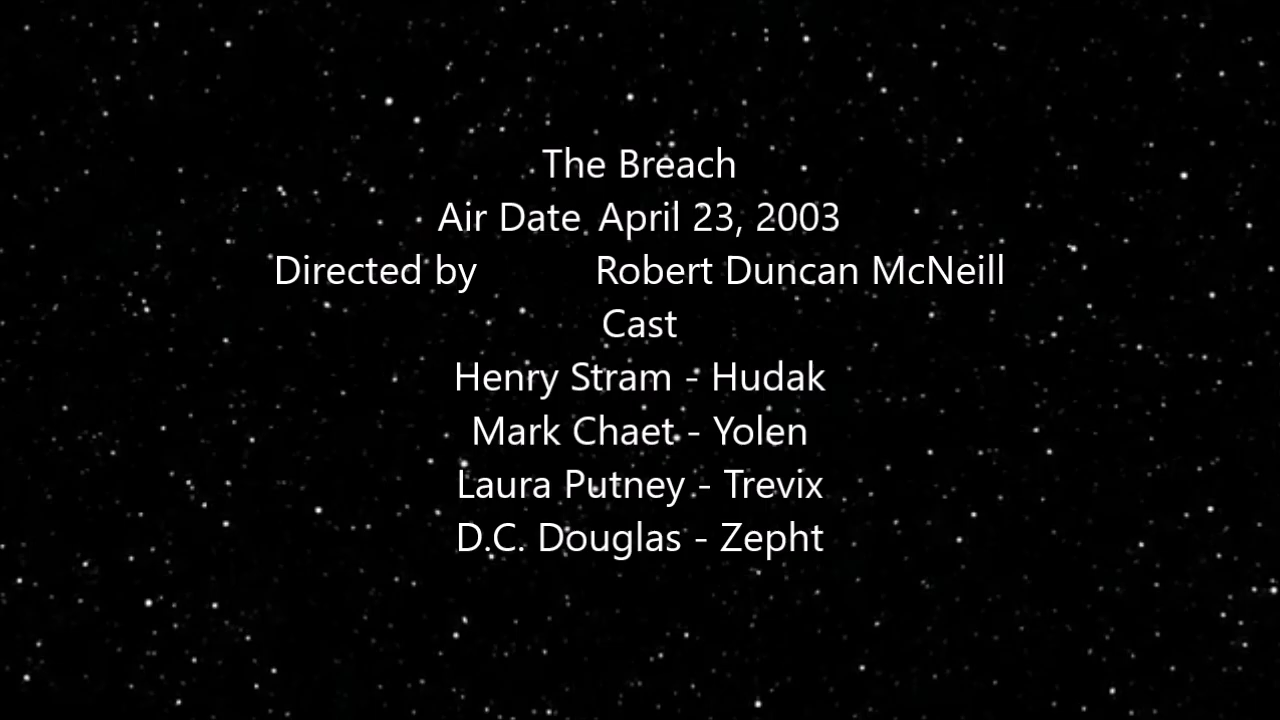 The Breach
Air Date April 23, 2003
Directed by Robert Duncan McNeill
Cast
Henry Stram - Hudak
Mark Chaet - Yolen
Laura Putney - Trevix
D.C. Douglas - Zepht